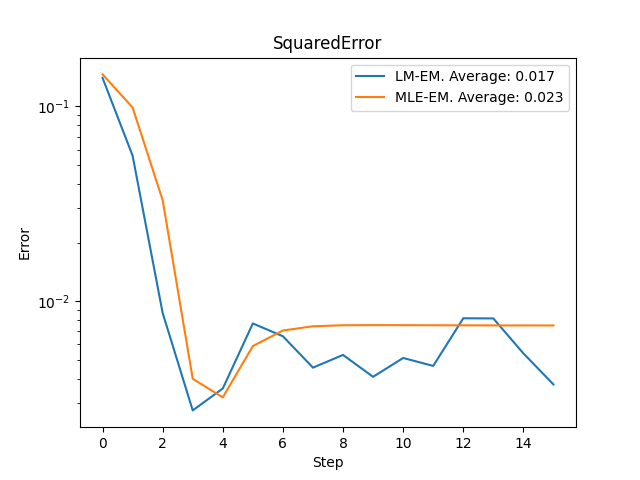 SquaredError
LM-EM. Average: 0.017
MLE-EM. Average: 0.023
10⁻¹
10⁻²
Error
0 2 4 6 8 10 12 14
Step